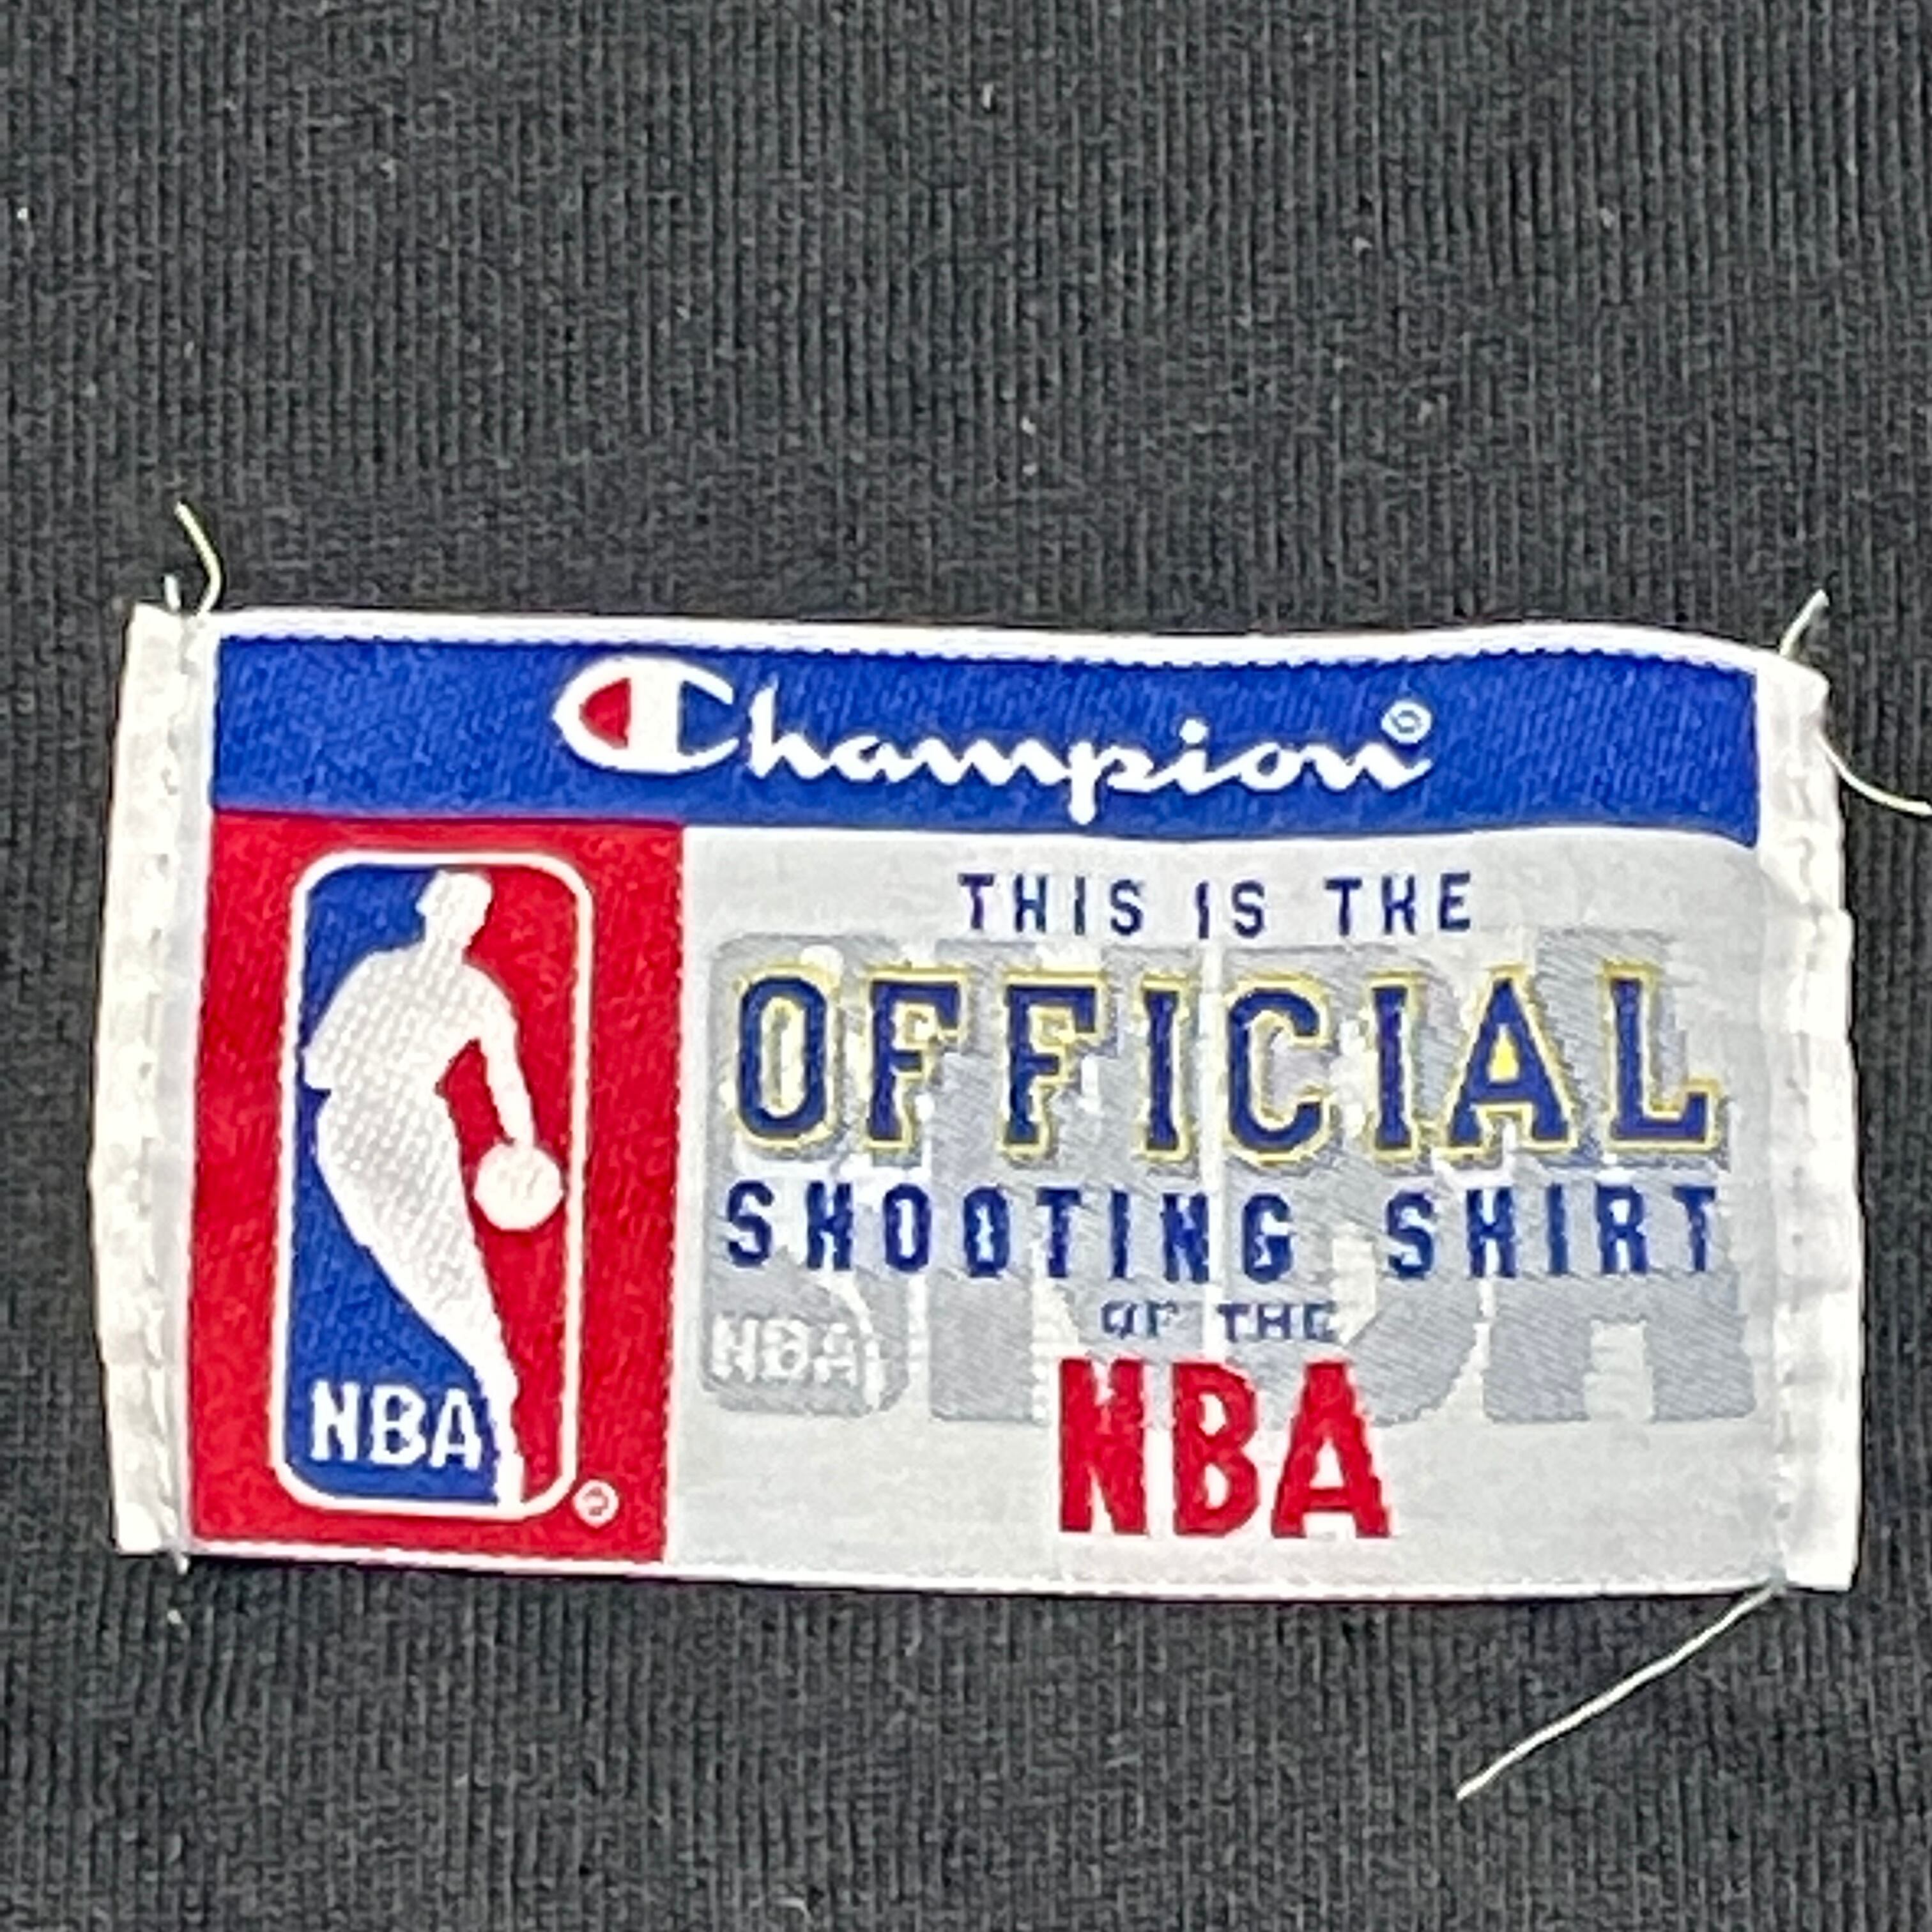 Champion®
THIS IS THE
OFFICIAL
SHOOTING SHIRT
OF THE
NBA
NBA
NBA ®